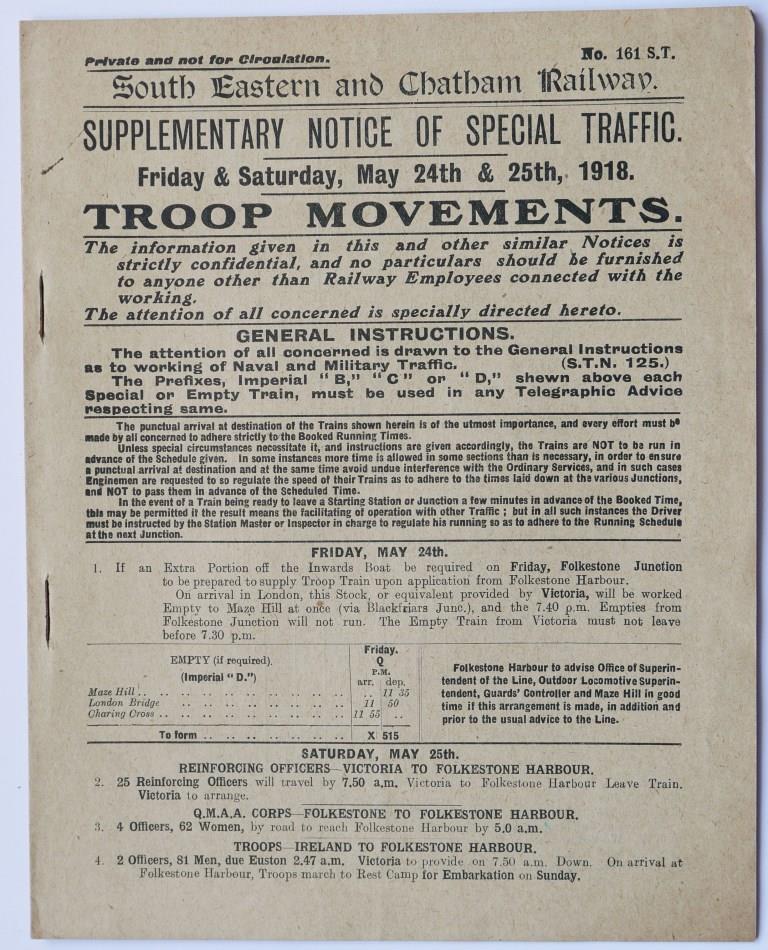 Private and not for Circulation.
No. 161 S.T.
South Eastern and Chatham Railway.
SUPPLEMENTARY NOTICE OF SPECIAL TRAFFIC.
Friday & Saturday, May 24th & 25th, 1918.
TROOP MOVEMENTS.
The information given in this and other similar Notices is
strictly confidential, and no particulars should be furnished
to anyone other than Railway Employees connected with the
working.
The attention of all concerned is specially directed hereto.
GENERAL INSTRUCTIONS.
The attention of all concerned is drawn to the General Instructions
as to working of Naval and Military Traffic. (S.T.N. 125.)
The Prefixes, Imperial "B," "C" or "D," shewn above each
Special or Empty Train, must be used in any Telegraphic Advice
respecting same.
The punctual arrival at destination of the Trains shown herein is of the utmost importance, and every effort must be
made by all concerned to adhere strictly to the Booked Running Times.
Unless special circumstances necessitate it, and instructions are given accordingly, the Trains are NOT to be run in
advance of the Schedule given. In some instances more time is allowed in some sections than is necessary, in order to ensure
a punctual arrival at destination and at the same time avoid undue interference with the Ordinary Services, and in such cases
Enginemen are requested to so regulate the speed of their Trains as to adhere to the times laid down at the various Junctions,
and NOT to pass them in advance of the Scheduled Time.
In the event of a Train being ready to leave a Starting Station or Junction a few minutes in advance of the Booked Time,
this may be permitted if the result means the facilitating of operation with other Traffic ; but in all such instances the Driver
must be instructed by the Station Master or Inspector in charge to regulate his running so as to adhere to the Running Schedule
at the next Junction.
FRIDAY, MAY 24th.
1. If an Extra Portion off the Inwards Boat be required on Friday, Folkestone Junction
to be prepared to supply Troop Train upon application from Folkestone Harbour.
On arrival in London, this Stock, or equivalent provided by Victoria, will be worked
Empty to Maze Hill at once (via Blackfriars Junc.), and the 7.40 p.m. Empties from
Folkestone Junction will not run. The Empty Train from Victoria must not leave
before 7.30 p.m.
EMPTY (if required).
(Imperial "D.")
Friday.
Q
P.M.
arr. dep.
Maze Hill .. .. .. .. .. .. .. .. .. .. 11 35
London Bridge .. .. .. .. .. .. .. .. 11 50
Charing Cross .. .. .. .. .. .. .. .. 11 55 ..
To form .. .. .. .. .. .. X 515
Folkestone Harbour to advise Office of Superin-
tendent of the Line, Outdoor Locomotive Superin-
tendent, Guards' Controller and Maze Hill in good
time if this arrangement is made, in addition and
prior to the usual advice to the Line.
SATURDAY, MAY 25th.
REINFORCING OFFICERS—VICTORIA TO FOLKESTONE HARBOUR.
2. 25 Reinforcing Officers will travel by 7.50 a.m. Victoria to Folkestone Harbour Leave Train.
Victoria to arrange.
Q.M.A.A. CORPS—FOLKESTONE TO FOLKESTONE HARBOUR.
3. 4 Officers, 62 Women, by road to reach Folkestone Harbour by 5.0 a.m.
TROOPS—IRELAND TO FOLKESTONE HARBOUR.
4. 2 Officers, 81 Men, due Euston 2.47 a.m. Victoria to provide on 7.50 a.m. Down. On arrival at
Folkestone Harbour, Troops march to Rest Camp for Embarkation on Sunday.